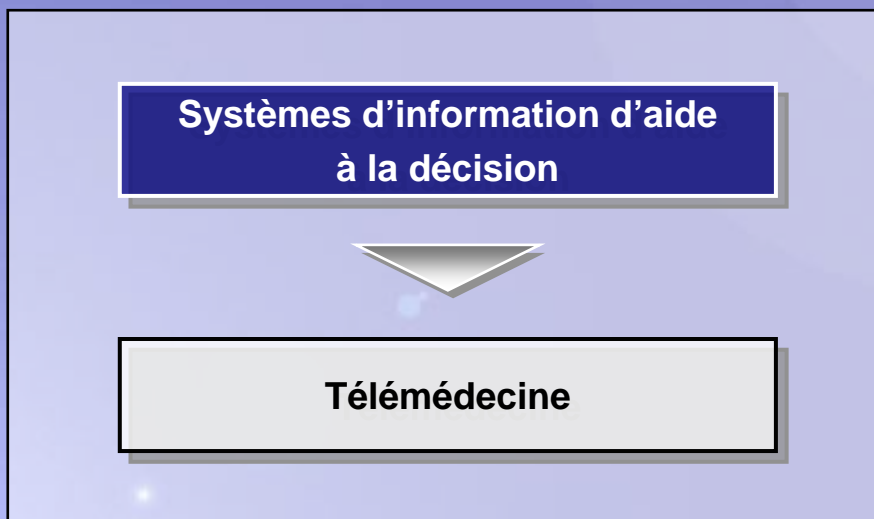 Systèmes d’information d’aide
à la décision
Télémédecine